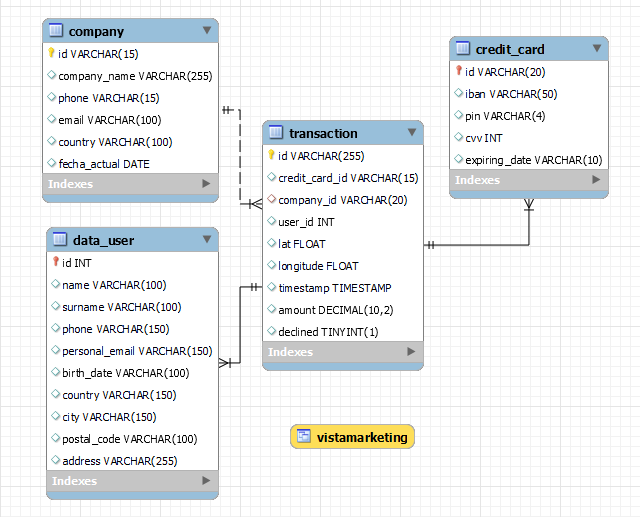 company
id VARCHAR(15)
company_name VARCHAR(255)
phone VARCHAR(15)
email VARCHAR(100)
country VARCHAR(100)
fecha_actual DATE
Indexes
data_user
id INT
name VARCHAR(100)
surname VARCHAR(100)
phone VARCHAR(150)
personal_email VARCHAR(150)
birth_date VARCHAR(100)
country VARCHAR(150)
city VARCHAR(150)
postal_code VARCHAR(100)
address VARCHAR(255)
Indexes
transaction
id VARCHAR(255)
credit_card_id VARCHAR(15)
company_id VARCHAR(20)
user_id INT
lat FLOAT
longitude FLOAT
timestamp TIMESTAMP
amount DECIMAL(10,2)
declined TINYINT(1)
Indexes
vistamarketing
credit_card
id VARCHAR(20)
iban VARCHAR(50)
pin VARCHAR(4)
cvv INT
expiring_date VARCHAR(10)
Indexes